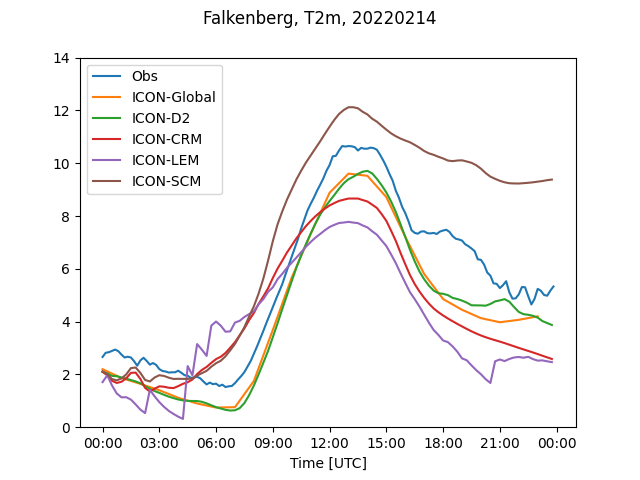 Falkenberg, T2m, 20220214
14
12
10
8
6
4
2
0
Obs
ICON-Global
ICON-D2
ICON-CRM
ICON-LEM
ICON-SCM
00:00 03:00 06:00 09:00 12:00 15:00 18:00 21:00 00:00
Time [UTC]